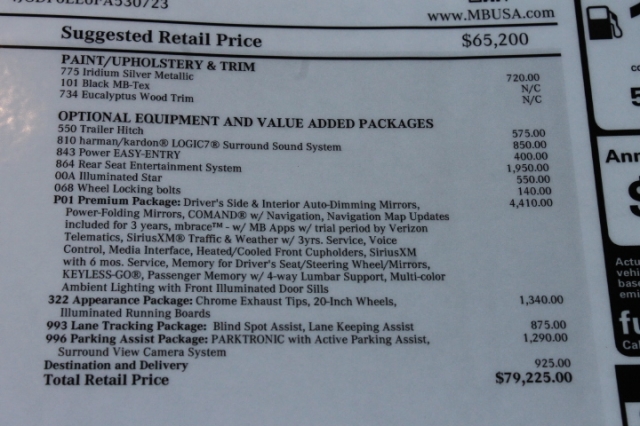 www.MBUSA.com
Suggested Retail Price $65,200
PAINT/UPHOLSTERY & TRIM
775 Iridium Silver Metallic 720.00
101 Black MB-Tex N/C
734 Eucalyptus Wood Trim N/C
OPTIONAL EQUIPMENT AND VALUE ADDED PACKAGES
550 Trailer Hitch 575.00
810 harman/kardon® LOGIC7® Surround Sound System 850.00
843 Power EASY-ENTRY 400.00
864 Rear Seat Entertainment System 1,950.00
00A Illuminated Star 550.00
068 Wheel Locking bolts 140.00
P01 Premium Package: Driver's Side & Interior Auto-Dimming Mirrors, 4,410.00
Power-Folding Mirrors, COMAND® w/ Navigation, Navigation Map Updates
included for 3 years, mbrace™ - w/ MB Apps w/ trial period by Verizon
Telematics, SiriusXM® Traffic & Weather w/ 3yrs. Service, Voice
Control, Media Interface, Heated/Cooled Front Cupholders, SiriusXM
with 6 mos. Service, Memory for Driver's Seat/Steering Wheel/Mirrors,
KEYLESS-GO®, Passenger Memory w/ 4-way Lumbar Support, Multi-color
Ambient Lighting with Front Illuminated Door Sills
322 Appearance Package: Chrome Exhaust Tips, 20-Inch Wheels, 1,340.00
Illuminated Running Boards
993 Lane Tracking Package: Blind Spot Assist, Lane Keeping Assist 875.00
996 Parking Assist Package: PARKTRONIC with Active Parking Assist, 1,290.00
Surround View Camera System
Destination and Delivery 925.00
Total Retail Price $79,225.00